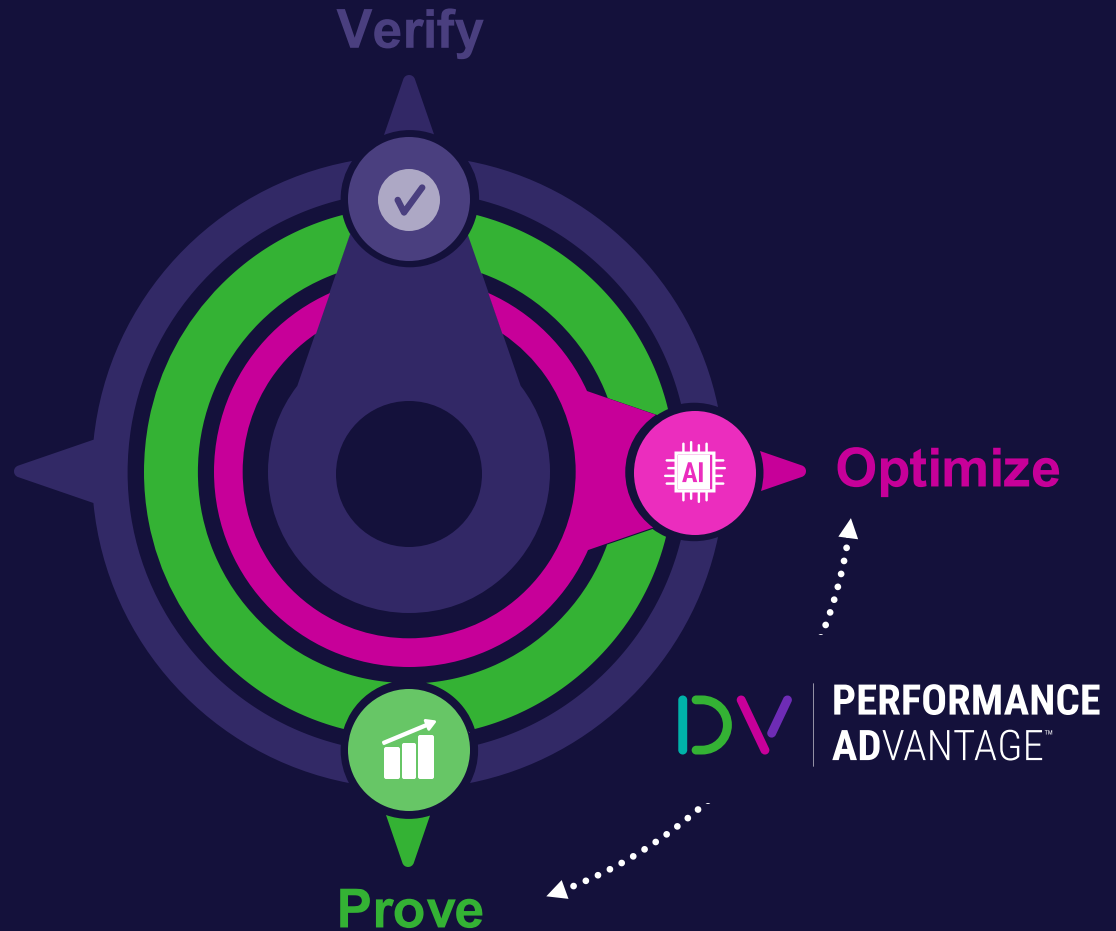 Verify
AI
Optimize
DV
PERFORMANCE
ADVANTAGE™
Prove